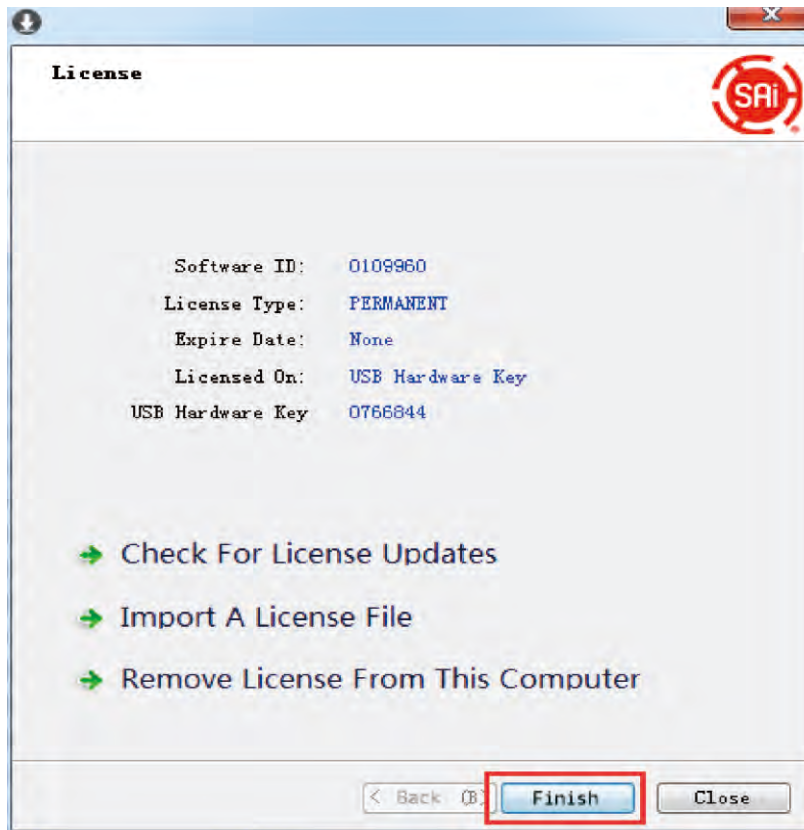 License
SAi
Software ID: 0109960
License Type: PERMANENT
Expire Date: None
Licensed On: USB Hardware Key
USB Hardware Key 0766844
Check For License Updates
Import A License File
Remove License From This Computer
< Back (B) Finish Close